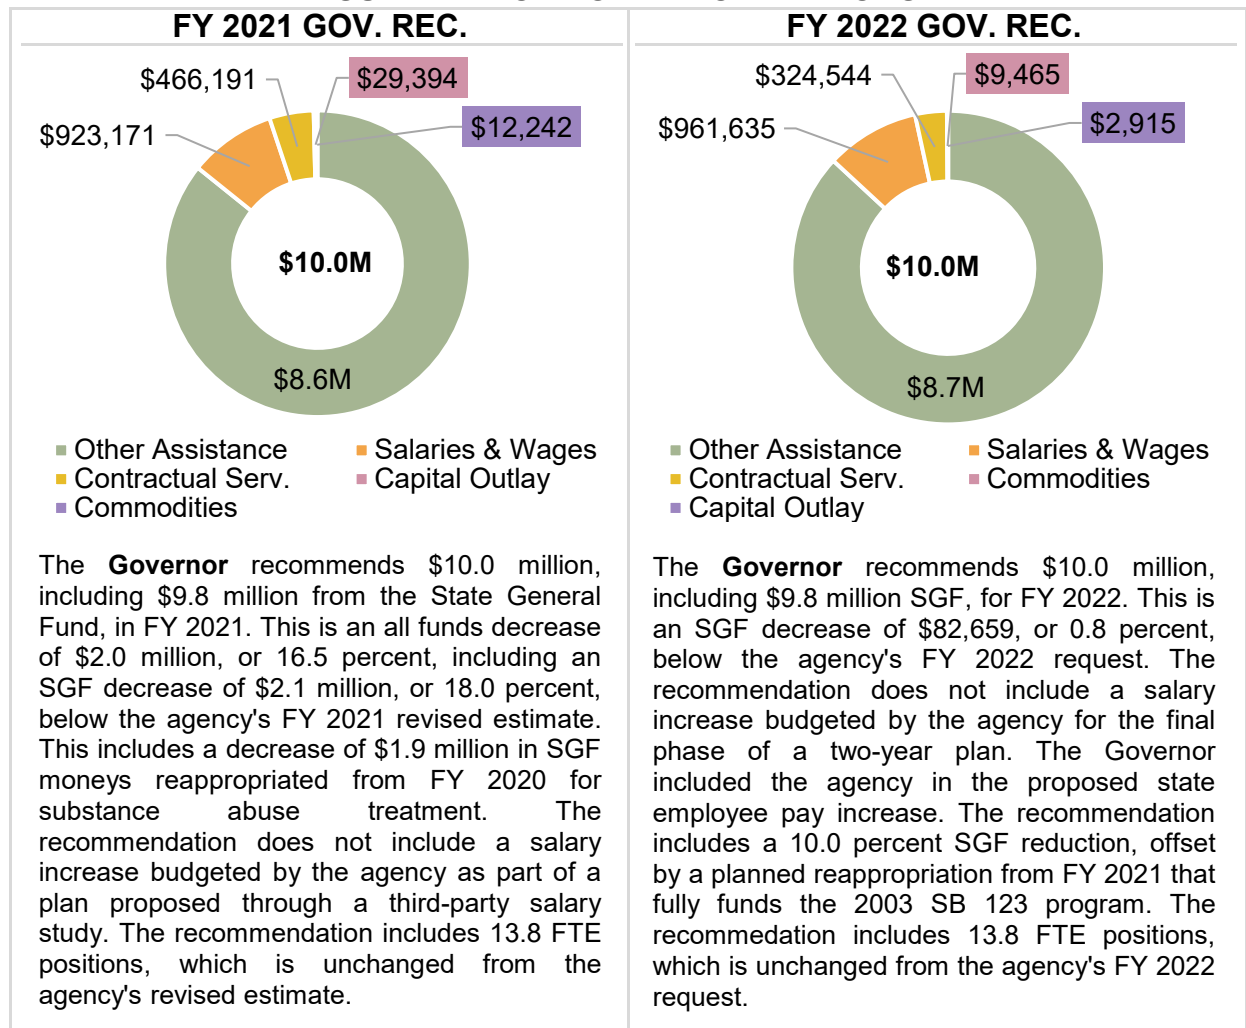 FY 2021 GOV. REC.
$466,191
$29,394
$923,171
$12,242
$10.0M
$8.6M
Other Assistance
Salaries & Wages
Contractual Serv.
Capital Outlay
Commodities
The Governor recommends $10.0 million,
including $9.8 million from the State General
Fund, in FY 2021. This is an all funds decrease
of $2.0 million, or 16.5 percent, including an
SGF decrease of $2.1 million, or 18.0 percent,
below the agency's FY 2021 revised estimate.
This includes a decrease of $1.9 million in SGF
moneys reappropriated from FY 2020 for
substance abuse treatment. The
recommendation does not include a salary
increase budgeted by the agency as part of a
plan proposed through a third-party salary
study. The recommendation includes 13.8 FTE
positions, which is unchanged from the
agency's revised estimate.
FY 2022 GOV. REC.
$324,544
$9,465
$961,635
$2,915
$10.0M
$8.7M
Other Assistance
Salaries & Wages
Contractual Serv.
Commodities
Capital Outlay
The Governor recommends $10.0 million,
including $9.8 million SGF, for FY 2022. This is
an SGF decrease of $82,659, or 0.8 percent,
below the agency's FY 2022 request. The
recommendation does not include a salary
increase budgeted by the agency for the final
phase of a two-year plan. The Governor
included the agency in the proposed state
employee pay increase. The recommendation
includes a 10.0 percent SGF reduction, offset
by a planned reappropriation from FY 2021 that
fully funds the 2003 SB 123 program. The
recommedation includes 13.8 FTE positions,
which is unchanged from the agency's FY 2022
request.